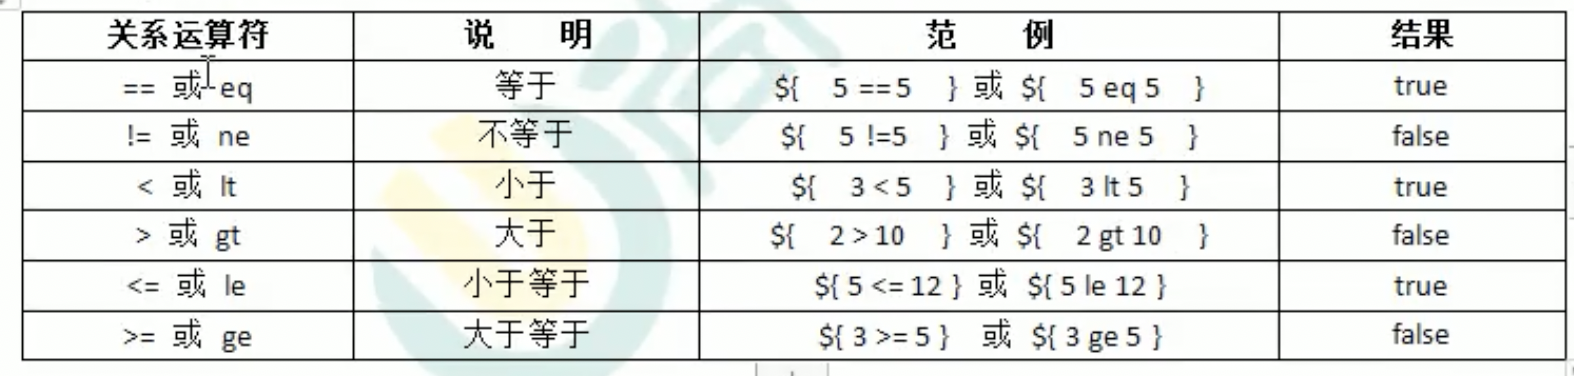 关系运算符 说 明 范 例 结果
== 或 eq 等于 ${ 5 ==5 } 或 ${ 5 eq 5 } true
!= 或 ne 不等于 ${ 5 !=5 } 或 ${ 5 ne 5 } false
< 或 lt 小于 ${ 3 < 5 } 或 ${ 3 lt 5 } true
> 或 gt 大于 ${ 2 > 10 } 或 ${ 2 gt 10 } false
<= 或 le 小于等于 ${ 5 <= 12 } 或 ${ 5 le 12 } true
>= 或 ge 大于等于 ${ 3 >= 5 } 或 ${ 3 ge 5 } false